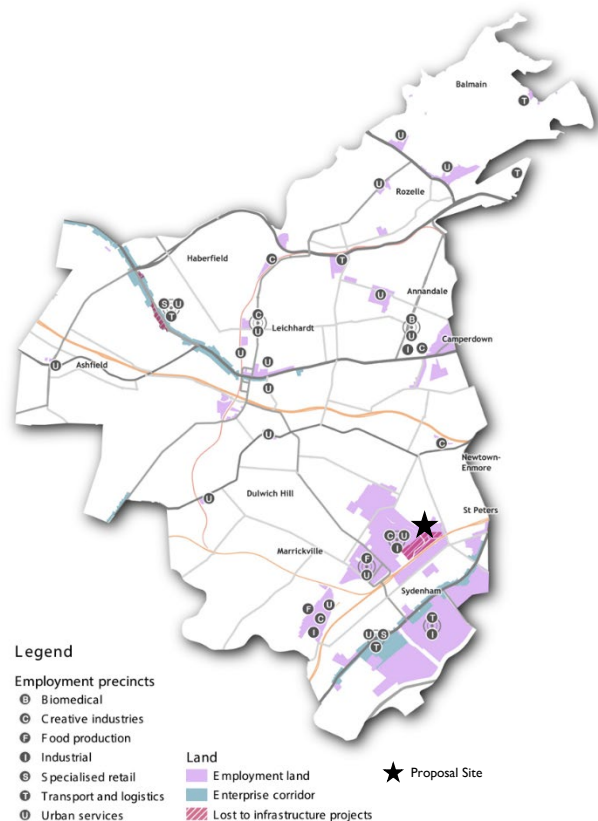 Balmain
T
U
U
T
U
Rozelle
Haberfield
C
T
S U
T
Annandale
U
C
U
Leichhardt
B
U
I C
Camperdown
U
U
U
Ashfield
U
U
C
Newtown-
Enmore
U
Dulwich Hill
St Peters
C U
I
Marrickville
F
U
Sydenham
F U
C
I
U S
T
T
I
Legend
Employment precincts
B Biomedical
C Creative industries
F Food production
I Industrial
S Specialised retail
T Transport and logistics
U Urban services
Land
Employment land
Enterprise corridor
Lost to infrastructure projects
Proposal Site